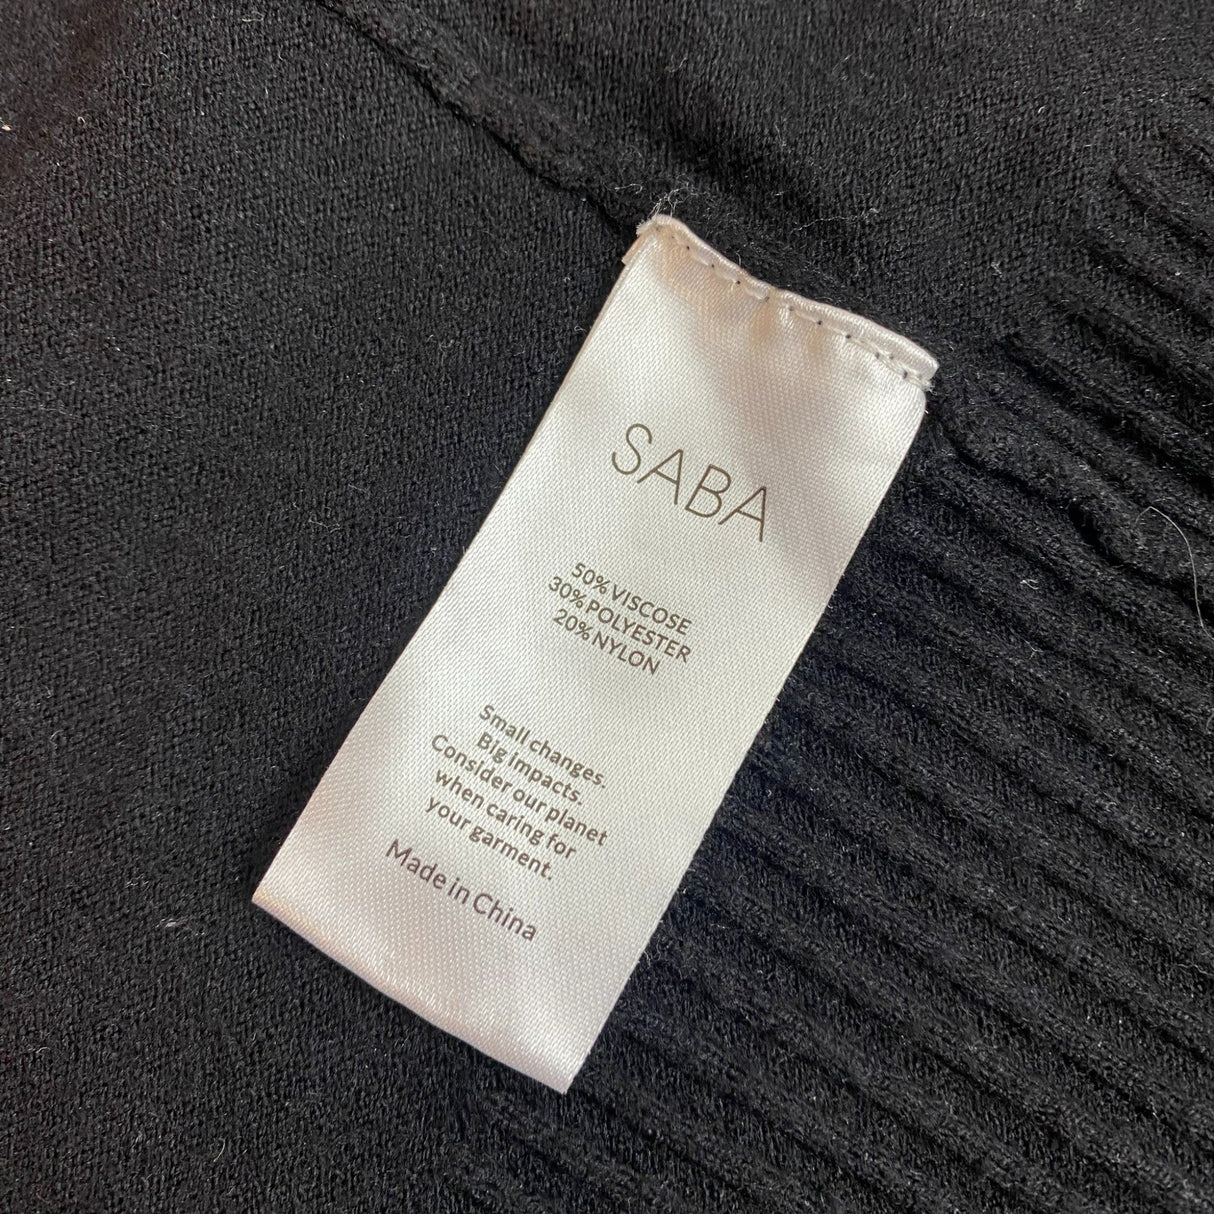 SABA
50% VISCOSE
30% POLYESTER
20% NYLON
Small changes.
Big impacts.
Consider our planet
when caring for
your garment.
Made in China